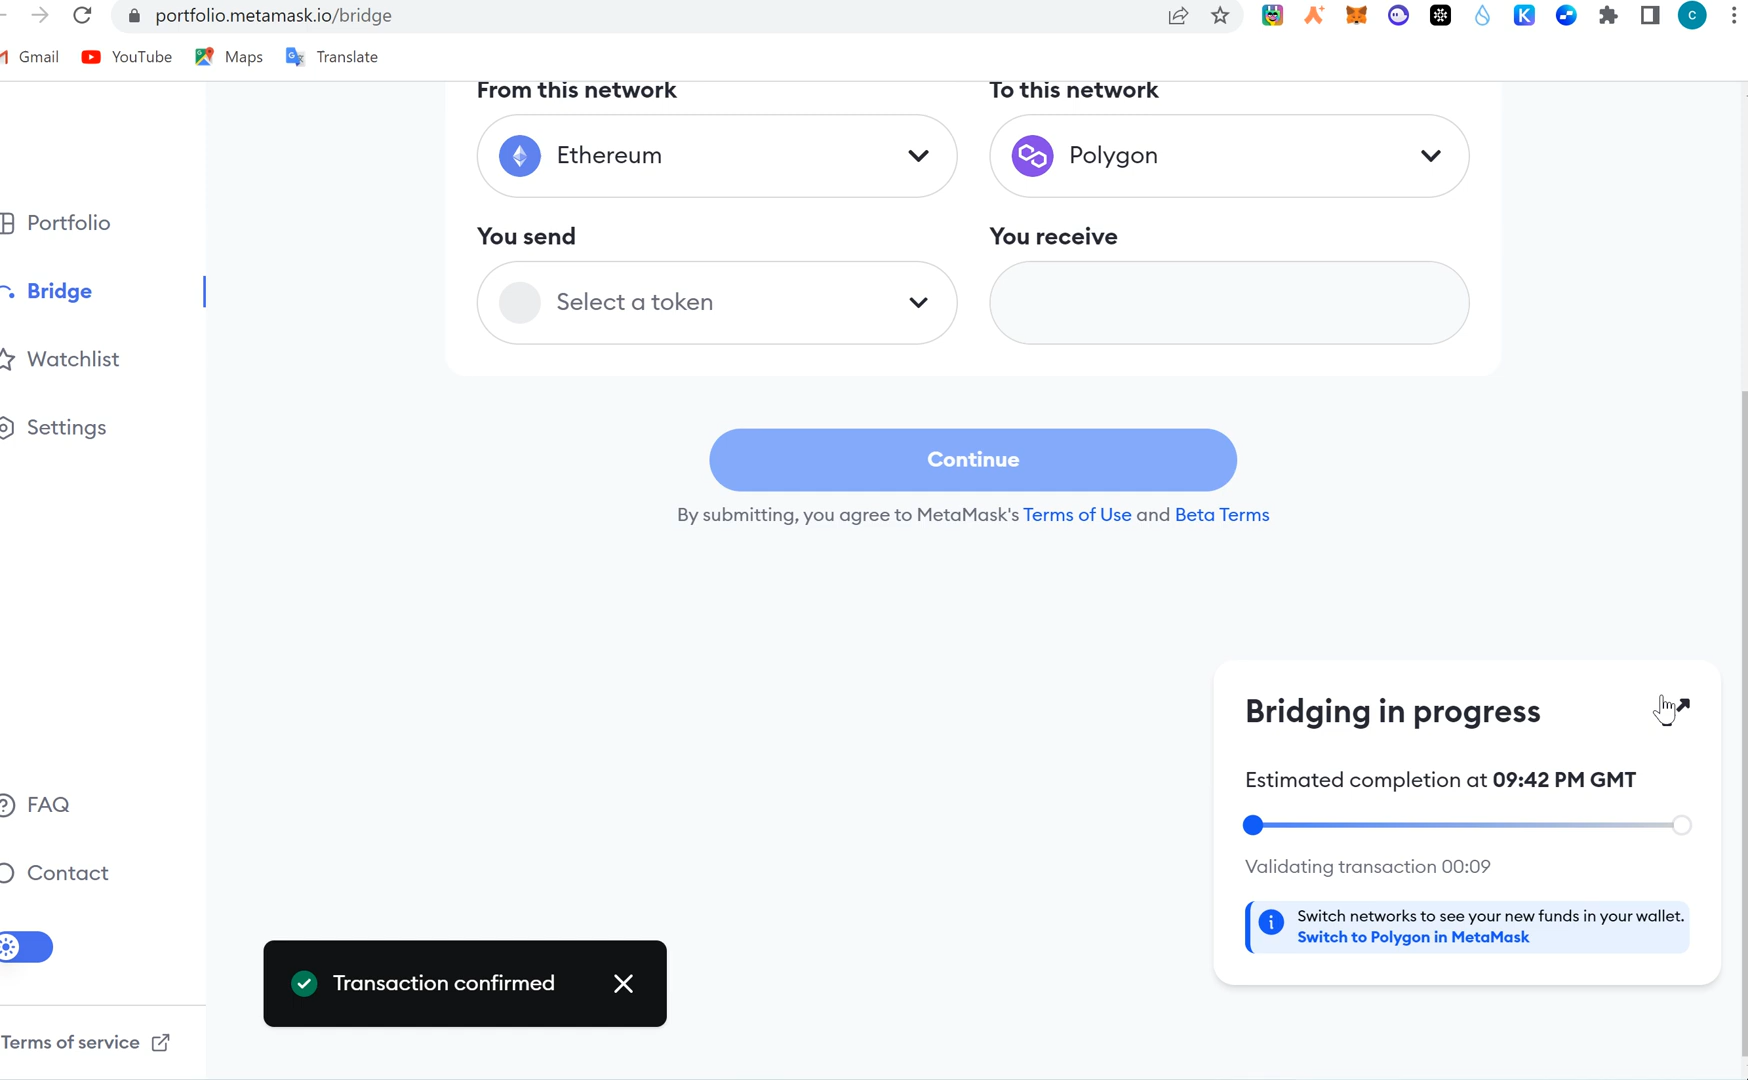 portfolio.metamask.io/bridge
C
Gmail
YouTube
Maps
Translate
From this network
To this network
Ethereum
Polygon
You send
You receive
Select a token
Portfolio
Bridge
Watchlist
Settings
Continue
By submitting, you agree to MetaMask's Terms of Use and Beta Terms
Bridging in progress
Estimated completion at 09:42 PM GMT
Validating transaction 00:09
Switch networks to see your new funds in your wallet.
Switch to Polygon in MetaMask
FAQ
Contact
Transaction confirmed
Terms of service